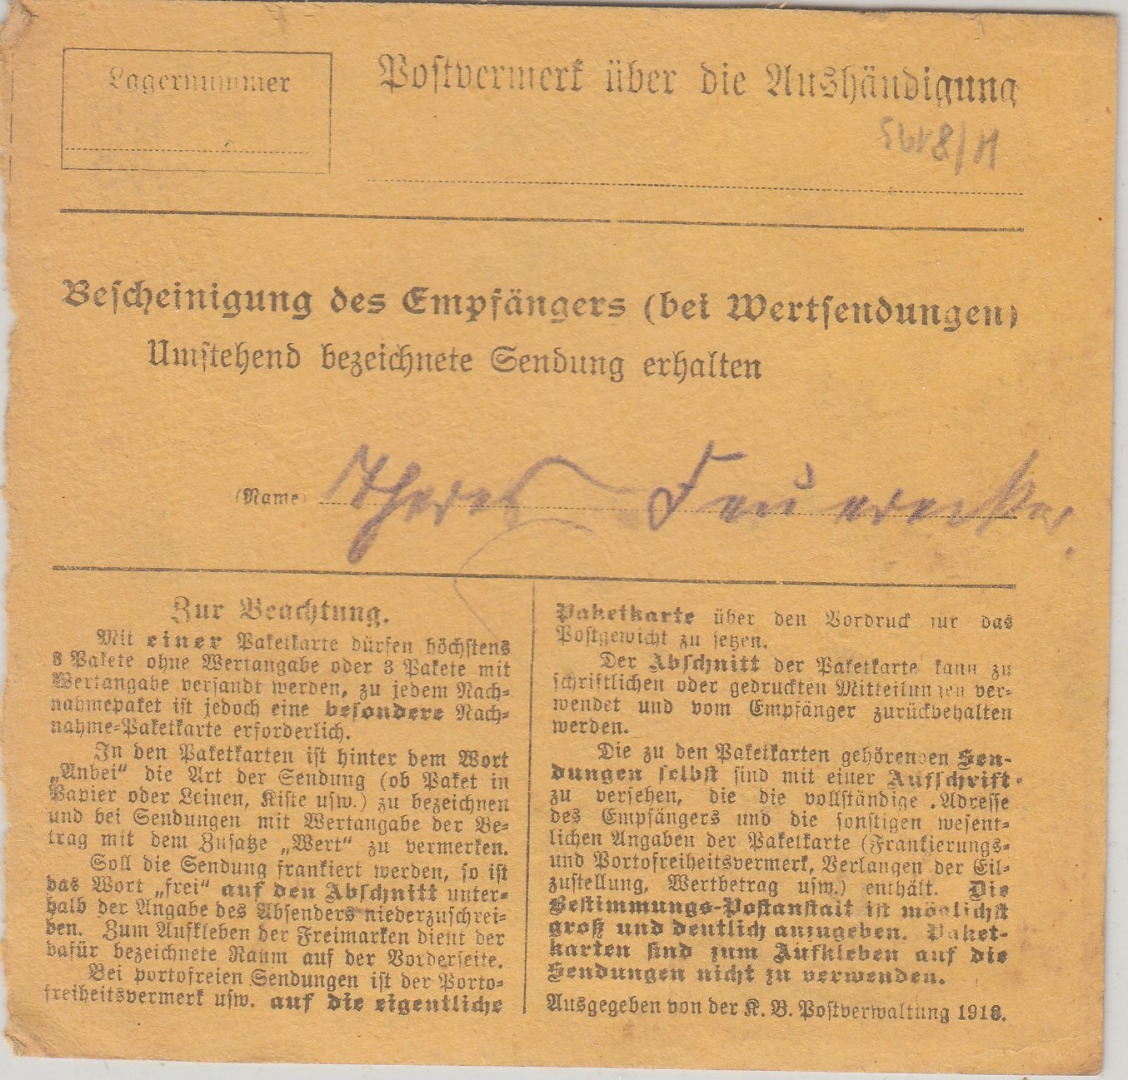 Lagernummer
Postvermerk über die Aushändigung
Bescheinigung des Empfängers (bei Wertsendungen)
Umstehend bezeichnete Sendung erhalten
(Name)
Zur Beachtung.
Mit einer Paketkarte dürfen höchstens
3 Pakete ohne Wertangabe oder 3 Pakete mit
Wertangabe versandt werden, zu jedem Nach-
nahmepaket ist jedoch eine besondere Nach-
nahme-Paketkarte erforderlich.
In den Paketkarten ist hinter dem Wort
„Anbei“ die Art der Sendung (ob Paket in
Papier oder Leinen, Kiste usw.) zu bezeichnen
und bei Sendungen mit Wertangabe der Be-
trag mit dem Zusatze „Wert“ zu vermerken.
Soll die Sendung frankiert werden, so ist
das Wort „frei“ auf den Abschnitt unter-
halb der Angabe des Absenders niederzuschrei-
ben. Zum Aufkleben der Freimarken dient der
dafür bezeichnete Raum auf der Vorderseite.
Bei portofreien Sendungen ist der Porto-
freiheitsvermerk usw. auf die eigentliche
Paketkarte über den Vordruck für das
Postgewicht zu setzen.
Der Abschnitt der Paketkarte kann zu
schriftlichen oder gedruckten Mitteilungen ver-
wendet und vom Empfänger zurückbehalten
werden.
Die zu den Paketkarten gehörenden Sen-
dungen selbst sind mit einer Aufschrift
zu versehen, die die vollständige Adresse
des Empfängers und die sonstigen wesent-
lichen Angaben der Paketkarte (Frankierungs-
und Portofreiheitsvermerk, Verlangen der Eil-
zustellung, Wertbetrag usw.) enthält. Die
Bestimmungs-Postanstalt ist möglichst
groß und deutlich anzugeben. Paket-
karten sind zum Aufkleben auf die
Sendungen nicht zu verwenden.
Ausgegeben von der K. B. Postverwaltung 1918.